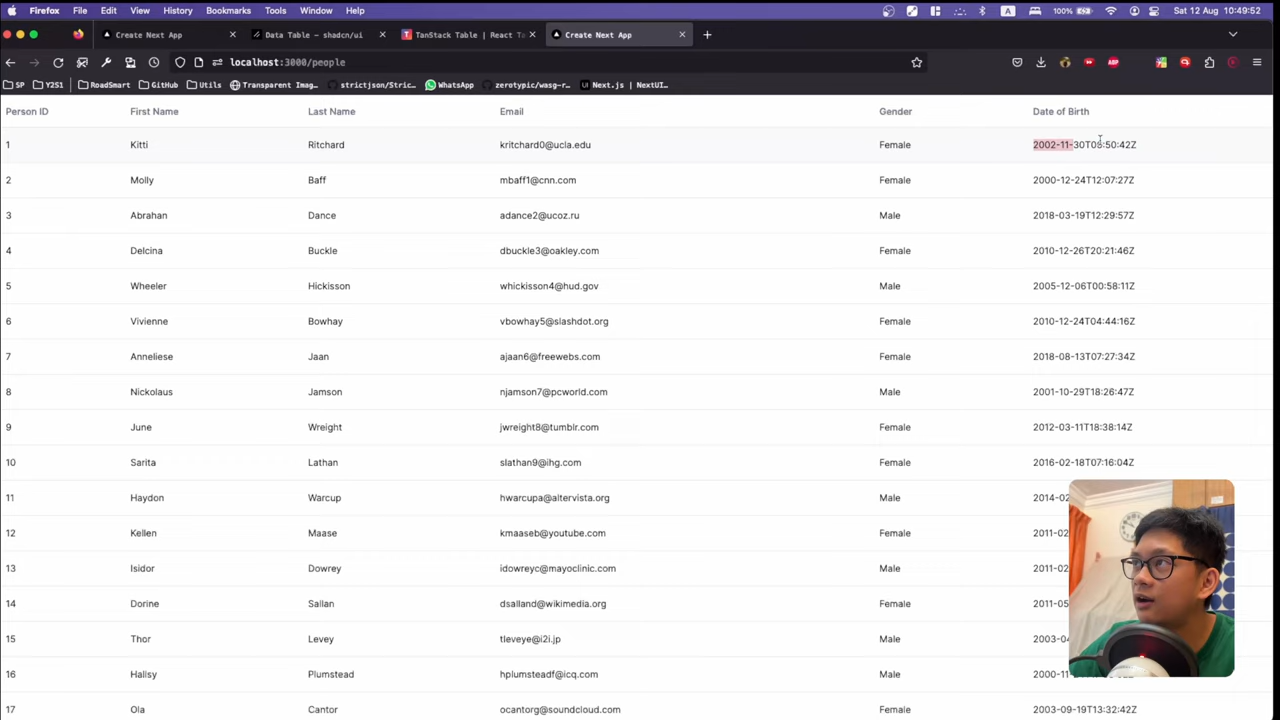 Firefox File Edit View History Bookmarks Tools Window Help 100% Sat 12 Aug 10:49:52
Create Next App Data Table - shadcn/ui TanStack Table | React Ta Create Next App
localhost:3000/people
SP Y2S1 RoadSmart GitHub Utils Transparent Imag... strictjson/Stric... WhatsApp zerotypic/wasg-r... Next.js | NextUI...
Person ID First Name Last Name Email Gender Date of Birth
1 Kitti Ritchard kritchard0@ucla.edu Female 2002-11-30T08:50:42Z
2 Molly Baff mbaff1@cnn.com Female 2000-12-24T12:07:27Z
3 Abrahan Dance adance2@ucoz.ru Male 2018-03-19T12:29:57Z
4 Delcina Buckle dbuckle3@oakley.com Female 2010-12-26T20:21:46Z
5 Wheeler Hickisson whickisson4@hud.gov Male 2005-12-06T00:58:11Z
6 Vivienne Bowhay vbowhay5@slashdot.org Female 2010-12-24T04:44:16Z
7 Anneliese Jaan ajaan6@freewebs.com Female 2018-08-13T07:27:34Z
8 Nickolaus Jamson njamson7@pcworld.com Male 2001-10-29T18:26:47Z
9 June Wreight jwreight8@tumblr.com Female 2012-03-11T18:38:14Z
10 Sarita Lathan slathan9@ihg.com Female 2016-02-18T07:16:04Z
11 Haydon Warcup hwarcupa@altervista.org Male 2014-02
12 Kellen Maase kmaaseb@youtube.com Female 2011-02
13 Isidor Dowrey idowreyc@mayoclinic.com Male 2011-02
14 Dorine Sallan dsalland@wikimedia.org Female 2011-05
15 Thor Levey tleveye@i2i.jp Male 2003-04
16 Halisy Plumstead hplumsteadf@icq.com Male 2000-11
17 Ola Cantor ocantorg@soundcloud.com Female 2003-09-19T13:32:42Z